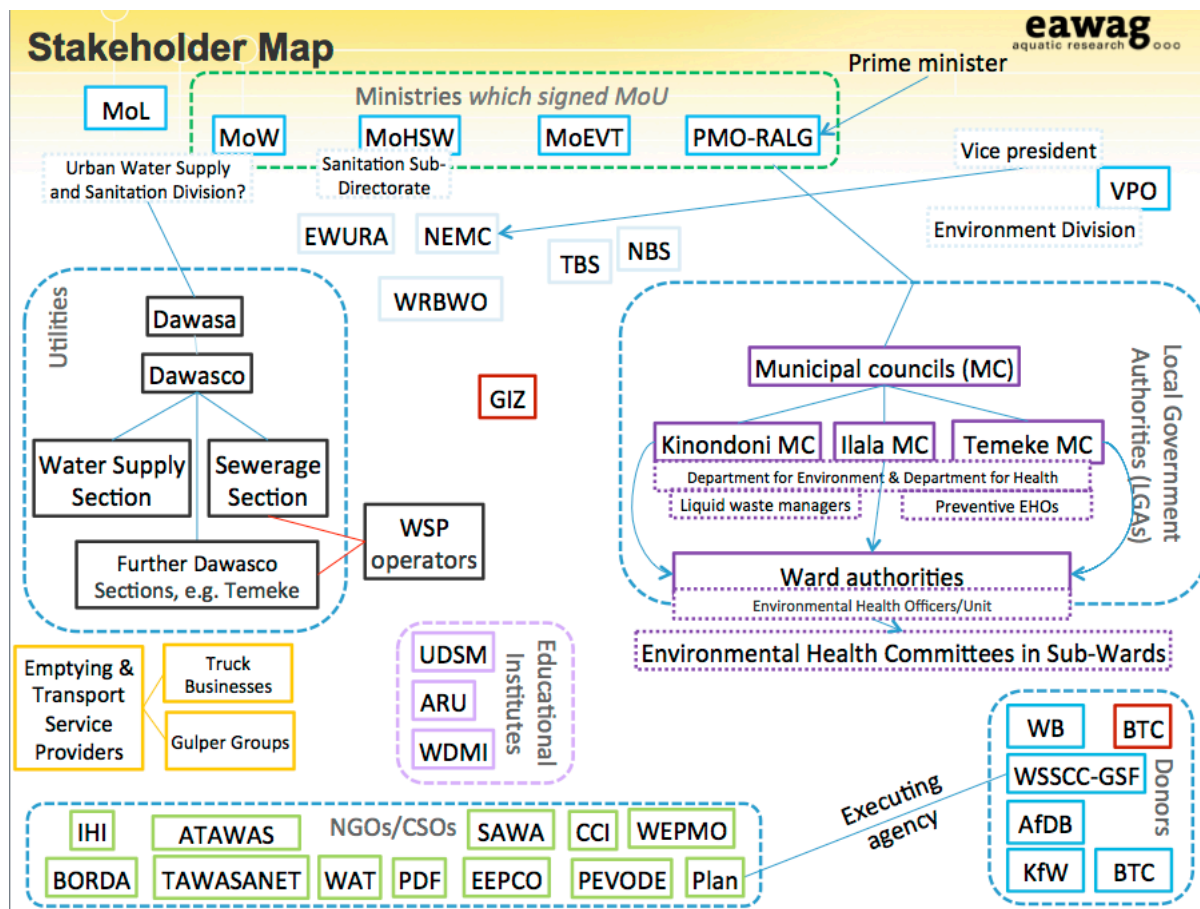 Stakeholder Map
eawag
aquatic research
Prime minister
MoL
Ministries which signed MoU
MoW
MoHSW
MoEVT
PMO-RALG
Urban Water Supply
and Sanitation Division?
Sanitation Sub-
Directorate
Vice president
VPO
Environment Division
EWURA
NEMC
TBS
NBS
WRBWO
Utilities
Dawasa
Dawasco
Water Supply
Section
Sewerage
Section
Further Dawasco
Sections, e.g. Temeke
WSP
operators
GIZ
Local Government
Authorities (LGAs)
Municipal councils (MC)
Kinondoni MC
Ilala MC
Temeke MC
Department for Environment & Department for Health
Liquid waste managers
Preventive EHOs
Ward authorities
Environmental Health Officers/Unit
Environmental Health Committees in Sub-Wards
Emptying &
Transport
Service
Providers
Truck
Businesses
Gulper Groups
Educational
Institutes
UDSM
ARU
WDMI
Donors
WB
BTC
WSSCC-GSF
AfDB
KfW
BTC
Executing
agency
NGOs/CSOs
IHI
ATAWAS
SAWA
CCI
WEPMO
BORDA
TAWASANET
WAT
PDF
EEPCO
PEVODE
Plan